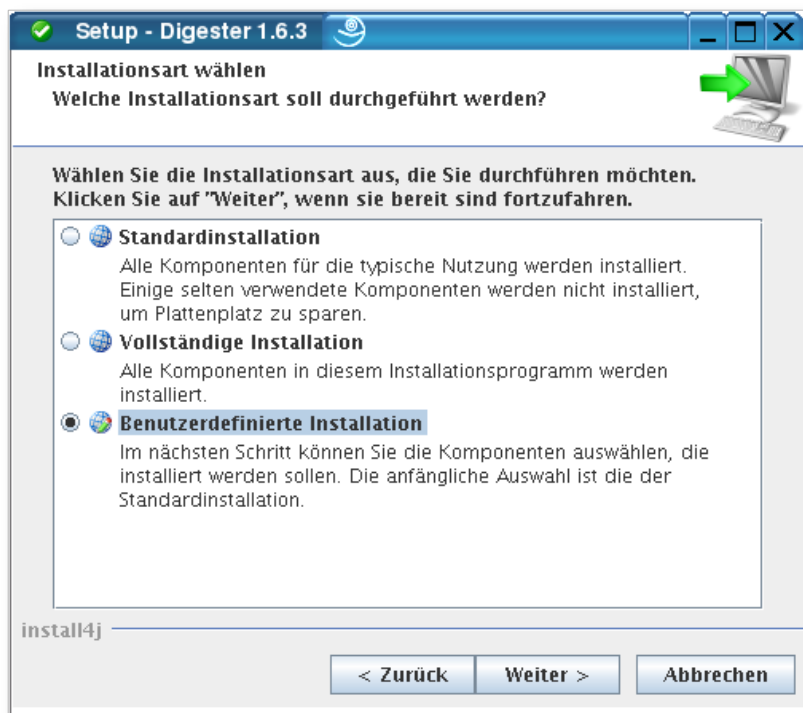 Setup - Digester 1.6.3
Installationsart wählen
Welche Installationsart soll durchgeführt werden?
Wählen Sie die Installationsart aus, die Sie durchführen möchten.
Klicken Sie auf "Weiter", wenn sie bereit sind fortzufahren.
Standardinstallation
Alle Komponenten für die typische Nutzung werden installiert.
Einige selten verwendete Komponenten werden nicht installiert,
um Plattenplatz zu sparen.
Vollständige Installation
Alle Komponenten in diesem Installationsprogramm werden
installiert.
Benutzerdefinierte Installation
Im nächsten Schritt können Sie die Komponenten auswählen, die
installiert werden sollen. Die anfängliche Auswahl ist die der
Standardinstallation.
install4j
< Zurück
Weiter >
Abbrechen